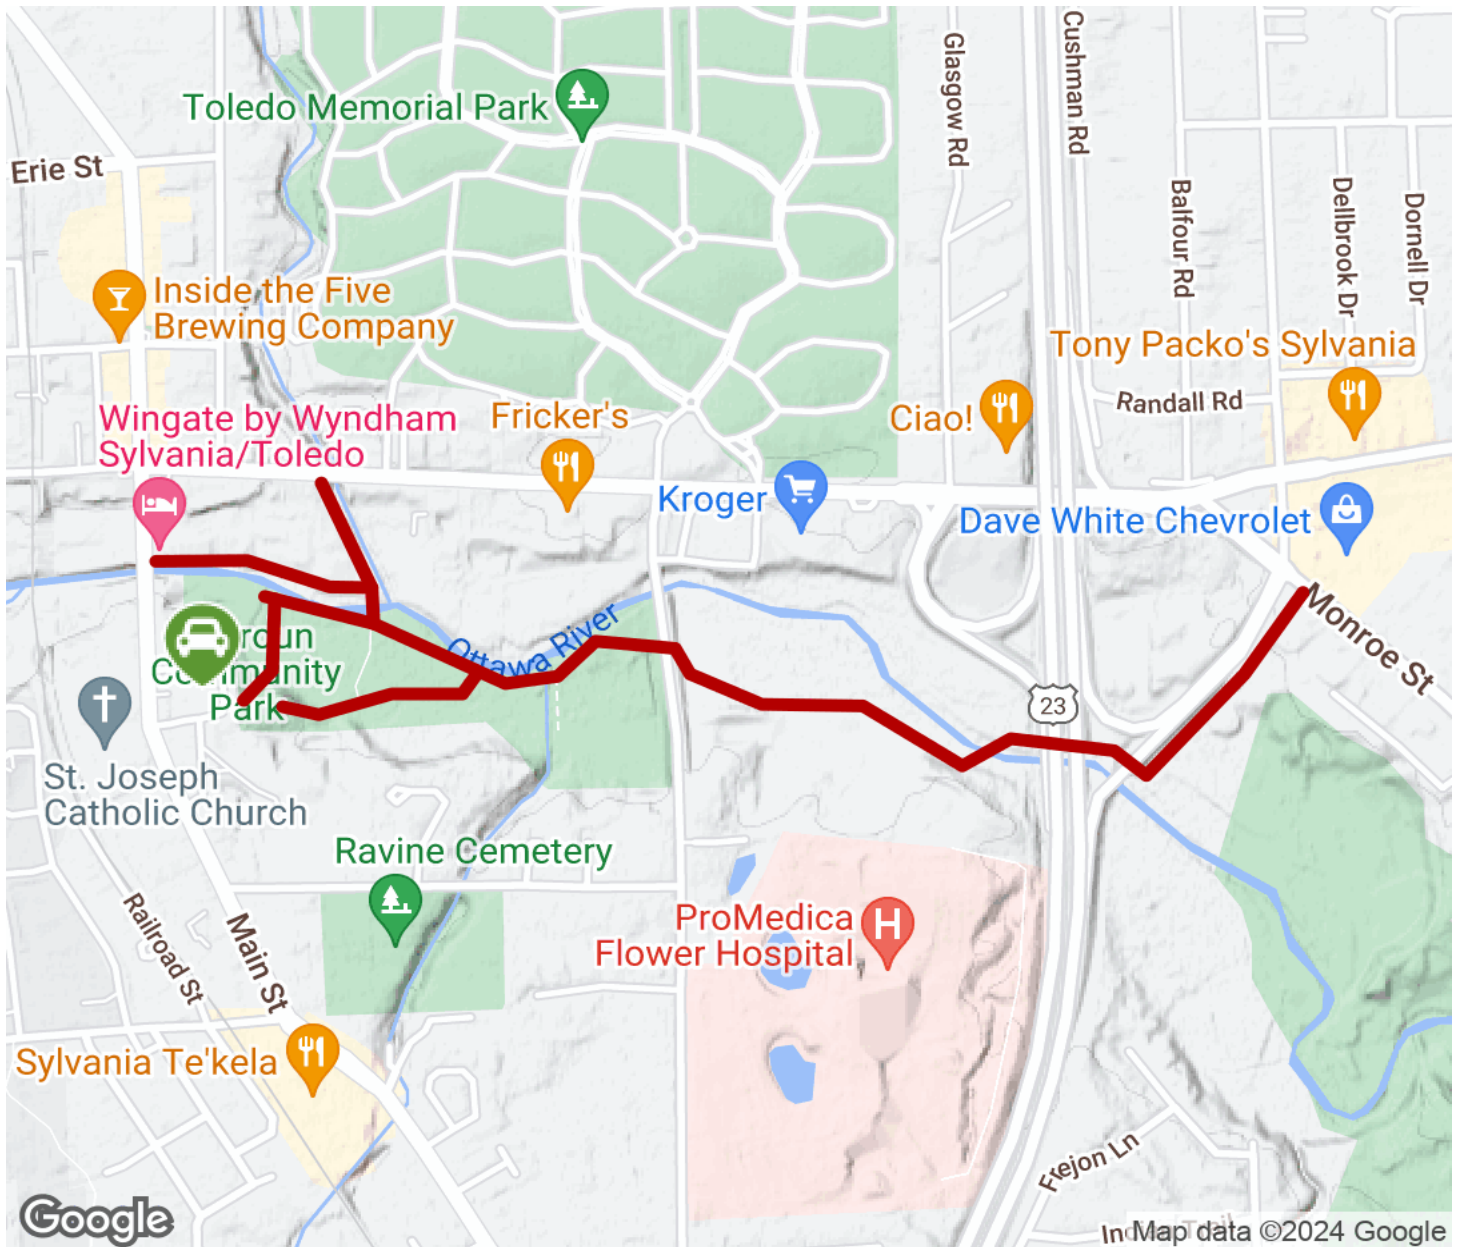 Toledo Memorial Park
Glasgow Rd
Cushman Rd
Erie St
Balfour Rd
Dellbrook Dr
Dornell Dr
Inside the Five
Brewing Company
Tony Packo's Sylvania
Randall Rd
Wingate by Wyndham
Sylvania/Toledo
Fricker's
Ciao!
Kroger
Dave White Chevrolet
Monroe St
Ottawa River
roun
Community
Park
23
St. Joseph
Catholic Church
Ravine Cemetery
Railroad St
Main St
ProMedica
Flower Hospital
H
Sylvania Te'kela
Google
Map data ©2024 Google